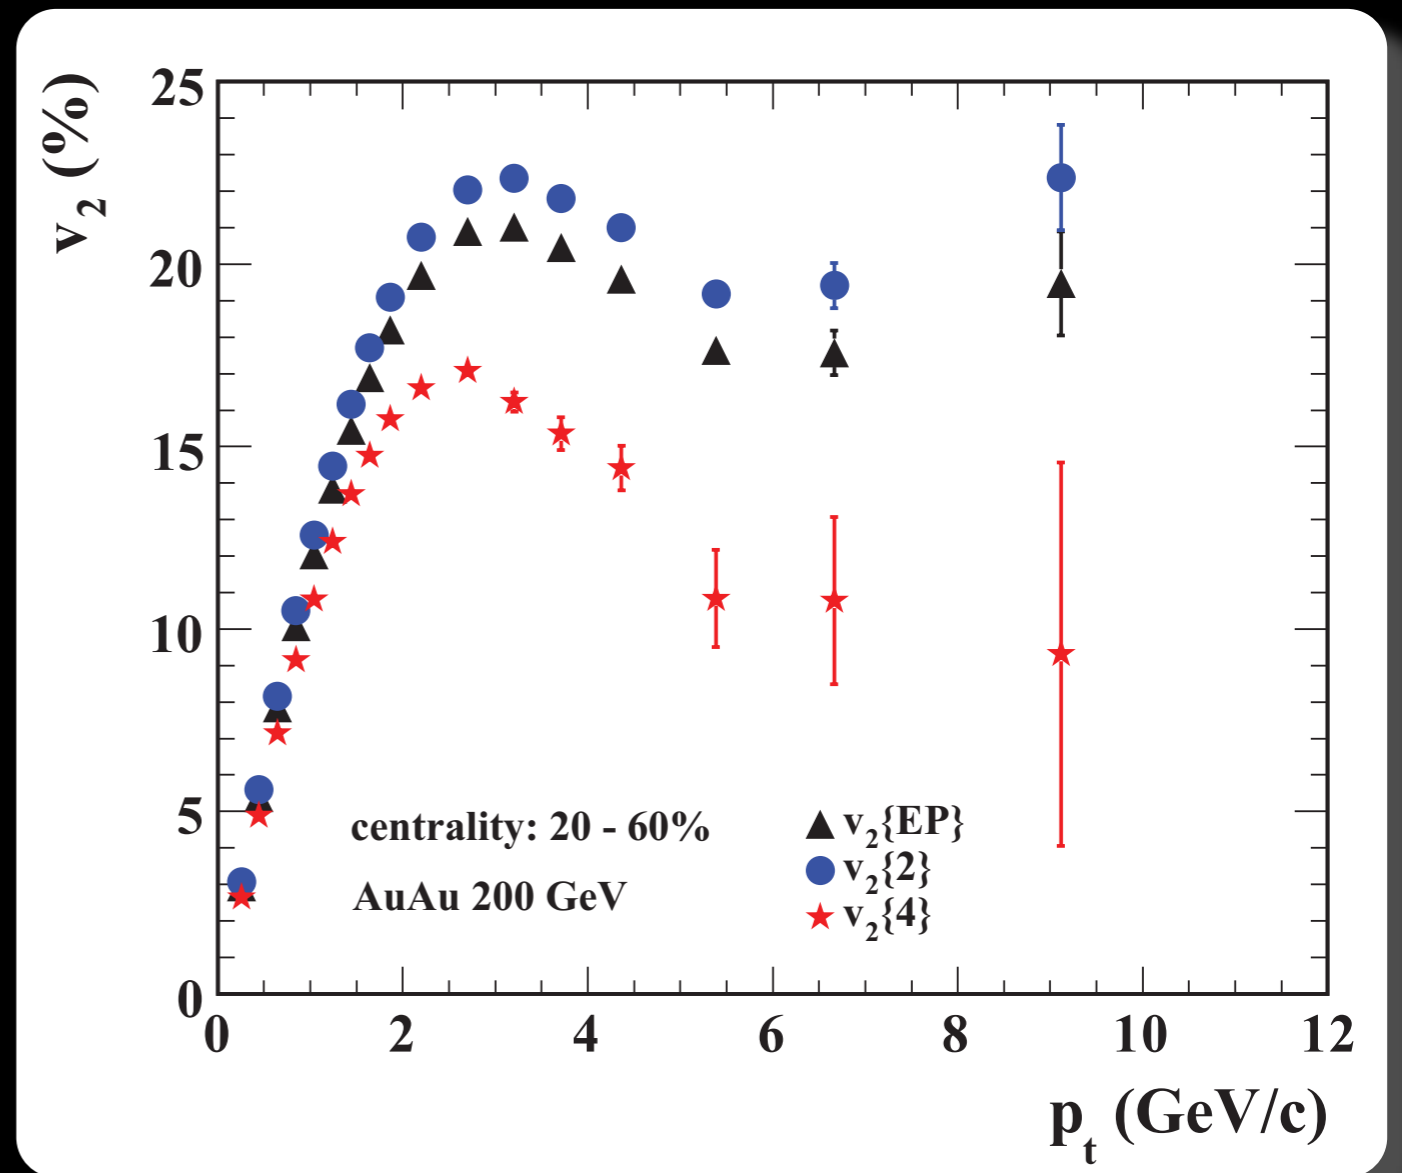 v₂ (%)
25
20
15
10
5
0
centrality: 20 - 60%
AuAu 200 GeV
v₂{EP}
v₂{2}
v₂{4}
0 2 4 6 8 10 12
pₜ (GeV/c)